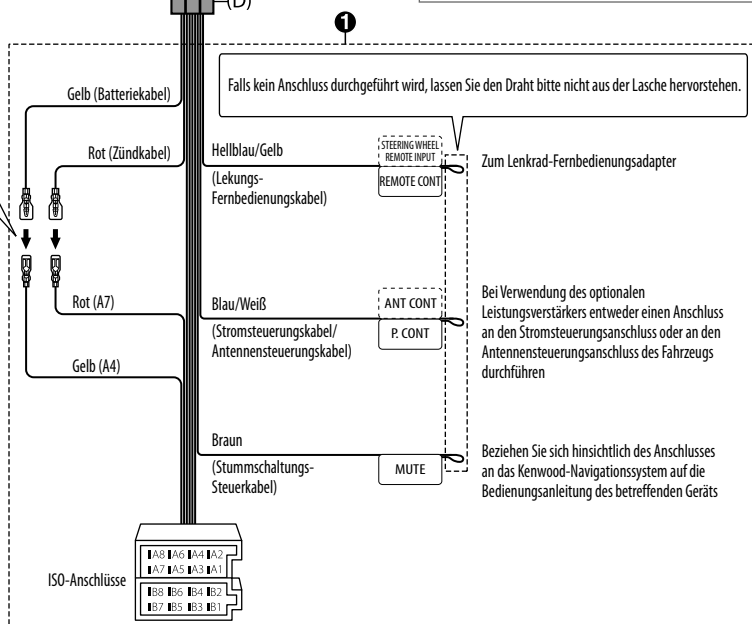 (D)
1
Falls kein Anschluss durchgeführt wird, lassen Sie den Draht bitte nicht aus der Lasche hervorstehen.
Gelb (Batteriekabel)
Rot (Zündkabel)
Hellblau/Gelb
(Lekungs-
Fernbedienungskabel)
STEERING WHEEL
REMOTE INPUT
REMOTE CONT
Zum Lenkrad-Fernbedienungsadapter
Rot (A7)
Gelb (A4)
Blau/Weiß
(Stromsteuerungskabel/
Antennensteuerungskabel)
ANT CONT
P. CONT
Bei Verwendung des optionalen
Leistungsverstärkers entweder einen Anschluss
an den Stromsteuerungsanschluss oder an den
Antennensteuerungsanschluss des Fahrzeugs
durchführen
Braun
(Stummschaltungs-
Steuerkabel)
MUTE
Beziehen Sie sich hinsichtlich des Anschlusses
an das Kenwood-Navigationssystem auf die
Bedienungsanleitung des betreffenden Geräts
ISO-Anschlüsse
A8 A6 A4 A2
A7 A5 A3 A1
B8 B6 B4 B2
B7 B5 B3 B1